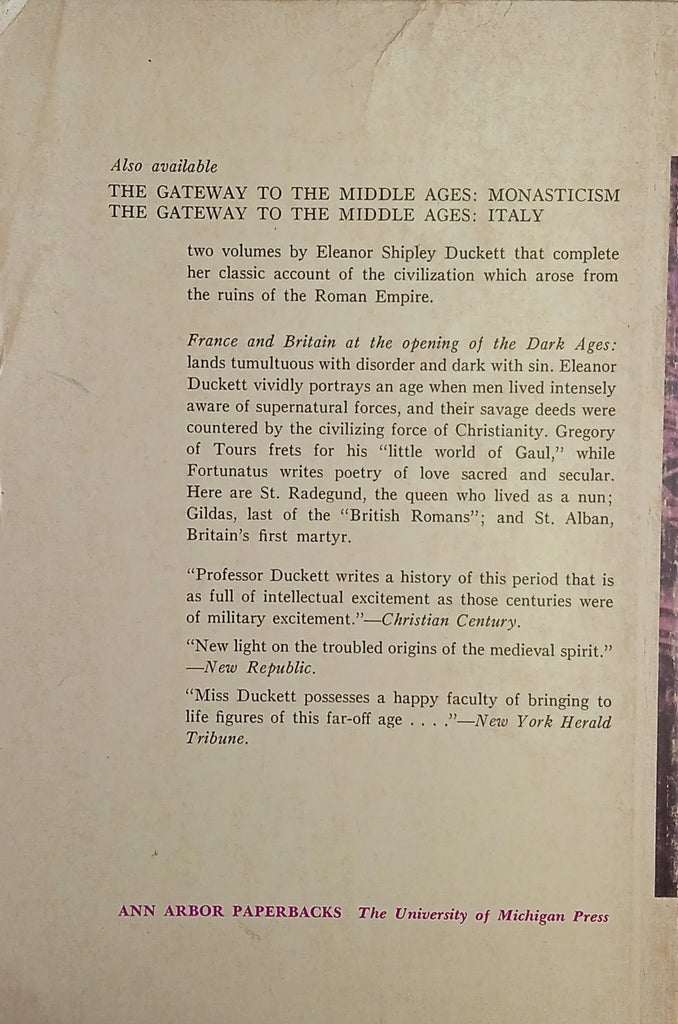 Also available
THE GATEWAY TO THE MIDDLE AGES: MONASTICISM
THE GATEWAY TO THE MIDDLE AGES: ITALY
two volumes by Eleanor Shipley Duckett that complete
her classic account of the civilization which arose from
the ruins of the Roman Empire.
France and Britain at the opening of the Dark Ages:
lands tumultuous with disorder and dark with sin. Eleanor
Duckett vividly portrays an age when men lived intensely
aware of supernatural forces, and their savage deeds were
countered by the civilizing force of Christianity. Gregory
of Tours frets for his “little world of Gaul,” while
Fortunatus writes poetry of love sacred and secular.
Here are St. Radegund, the queen who lived as a nun;
Gildas, last of the “British Romans”; and St. Alban,
Britain’s first martyr.
“Professor Duckett writes a history of this period that is
as full of intellectual excitement as those centuries were
of military excitement.”—Christian Century.
“New light on the troubled origins of the medieval spirit.”
—New Republic.
“Miss Duckett possesses a happy faculty of bringing to
life figures of this far-off age . . . .”—New York Herald
Tribune.
ANN ARBOR PAPERBACKS The University of Michigan Press